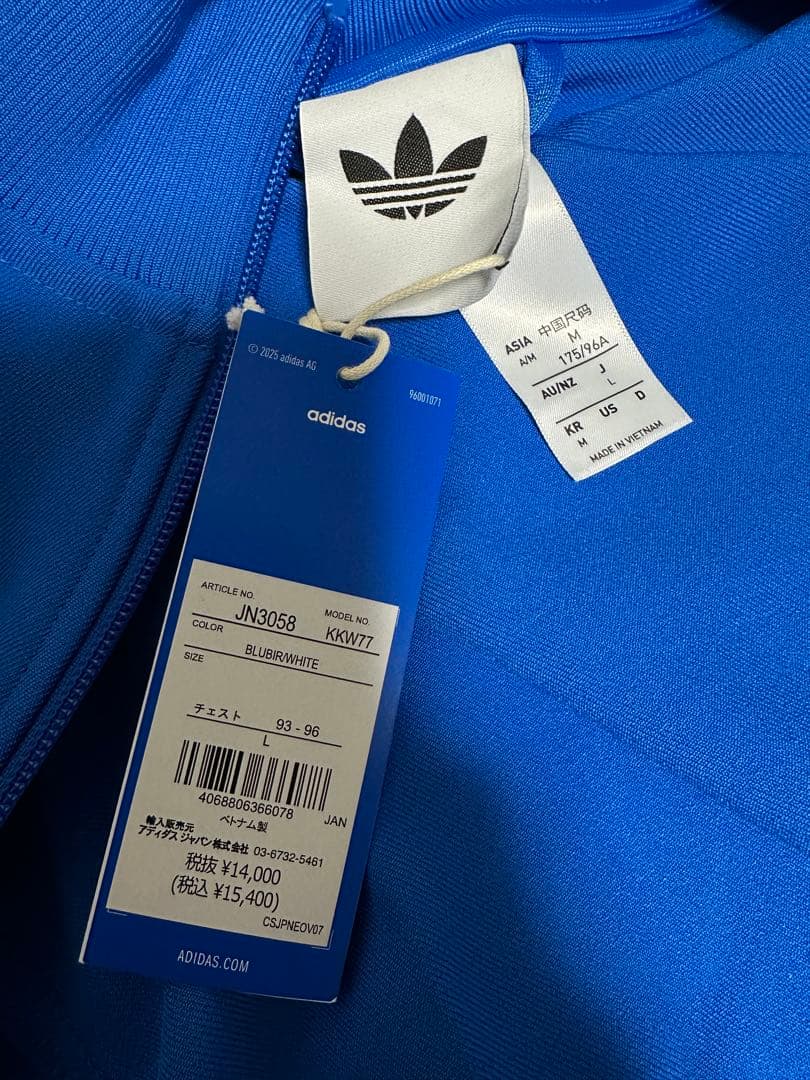 ASIA 中国尺码
A/M M
175/96A
AU/NZ J
L
KR US D
M
MADE IN VIETNAM
© 2025 adidas AG
96001071
adidas
ARTICLE NO.
JN3058
MODEL NO.
KKW77
COLOR
BLUBIR/WHITE
SIZE
チェスト 93 - 96
L
4068806366078 JAN
ベトナム製
輸入販売元
アディダス ジャパン株式会社 03-6732-5461
税抜 ¥14,000
(税込 ¥15,400)
CSJPNEOV07
ADIDAS.COM